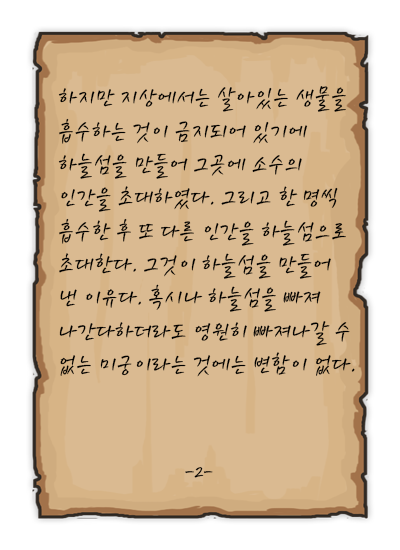 하지만 지상에서는 살아있는 생물을
흡수하는 것이 금지되어 있기에
하늘섬을 만들어 그곳에 소수의
인간을 초대하였다. 그리고 한 명씩
흡수한 후 또 다른 인간을 하늘섬으로
초대한다. 그것이 하늘섬을 만들어
낸 이유다. 혹시나 하늘섬을 빠져
나간다하더라도 영원히 빠져나갈 수
없는 미궁이라는 것에는 변함이 없다.
-2-